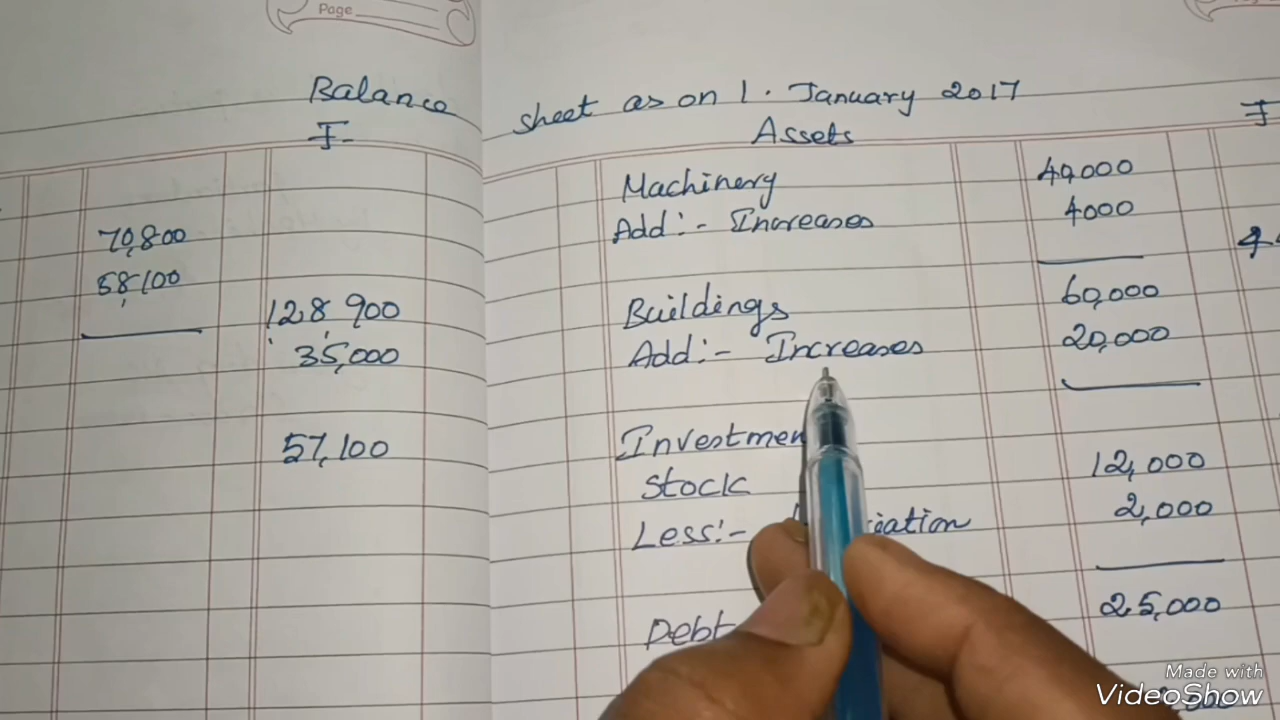 Page
Balance sheet as on 1. January 2017
₹ Assets ₹
Machinery 40,000
Add:- Increases 4000
70,800
58,100
128,900
35,000
57,100
Buildings 60,000
Add:- Increases 20,000
Investmen
Stock 12,000
Less:- iation 2,000
Debt 25,000
Made with
VideoShow